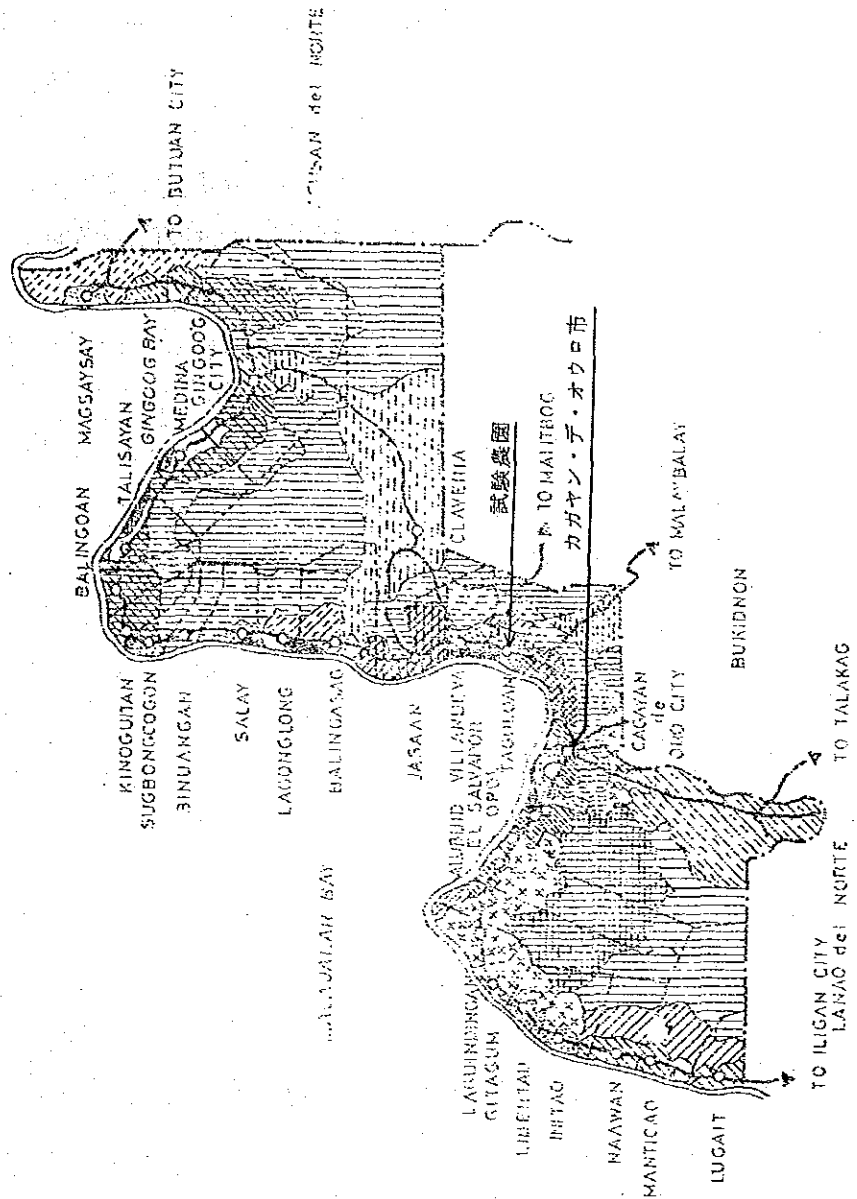 MAGSAYSAY
TO BUTUAN CITY
del NORTE
BALINGOAN
TALISAYAN
GINGOOG BAY
MEDINA
GINGOOG
CITY
KINOGUITAN
SUGBONGCOGON
BINUANGAN
SALAY
LAGONGLONG
BALINGASAG
JASAAN
CLAVERIA
VILLANUEVA
TAGOLOAN
試験農園
TO MANTIBOG
カガヤン・デ・オウロ市
TO MALAYBALAY
BUKIDNON
CAGAYAN
de
ORO CITY
TO TALAKAG
EL SALVADOR
OPOL
LAGUINDINGAN
GITAGUM
LIBERTAD
INITAO
NAAWAN
MANTICAO
LUGAIT
TO ILIGAN CITY
LANAO del NORTE
BAY